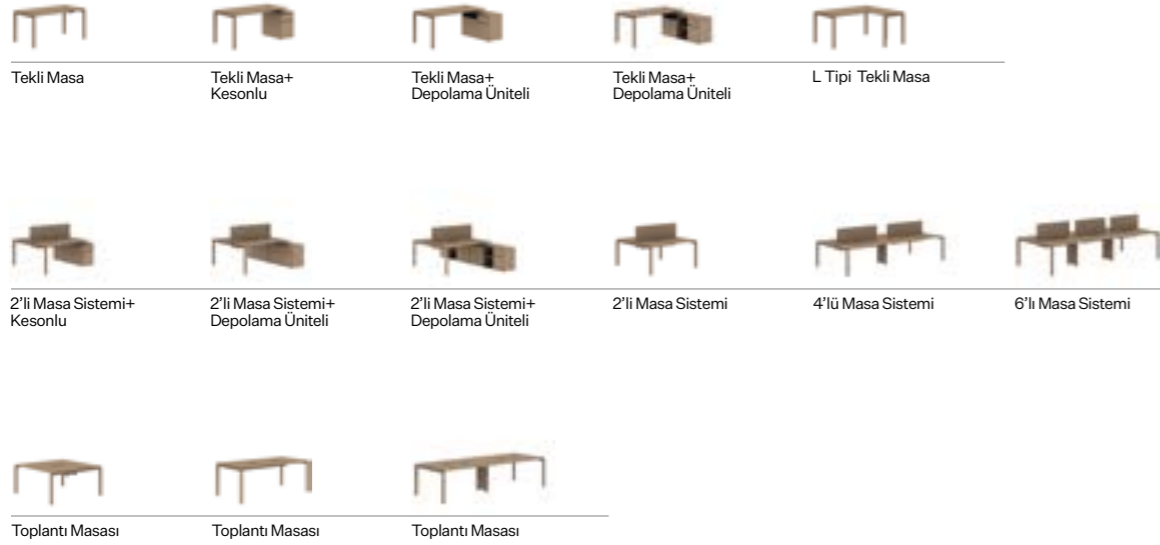 Tekli Masa
Tekli Masa+
Kesonlu
Tekli Masa+
Depolama Üniteli
Tekli Masa+
Depolama Üniteli
L Tipi Tekli Masa
2’li Masa Sistemi+
Kesonlu
2’li Masa Sistemi+
Depolama Üniteli
2’li Masa Sistemi+
Depolama Üniteli
2’li Masa Sistemi
4’lü Masa Sistemi
6’lı Masa Sistemi
Toplantı Masası
Toplantı Masası
Toplantı Masası